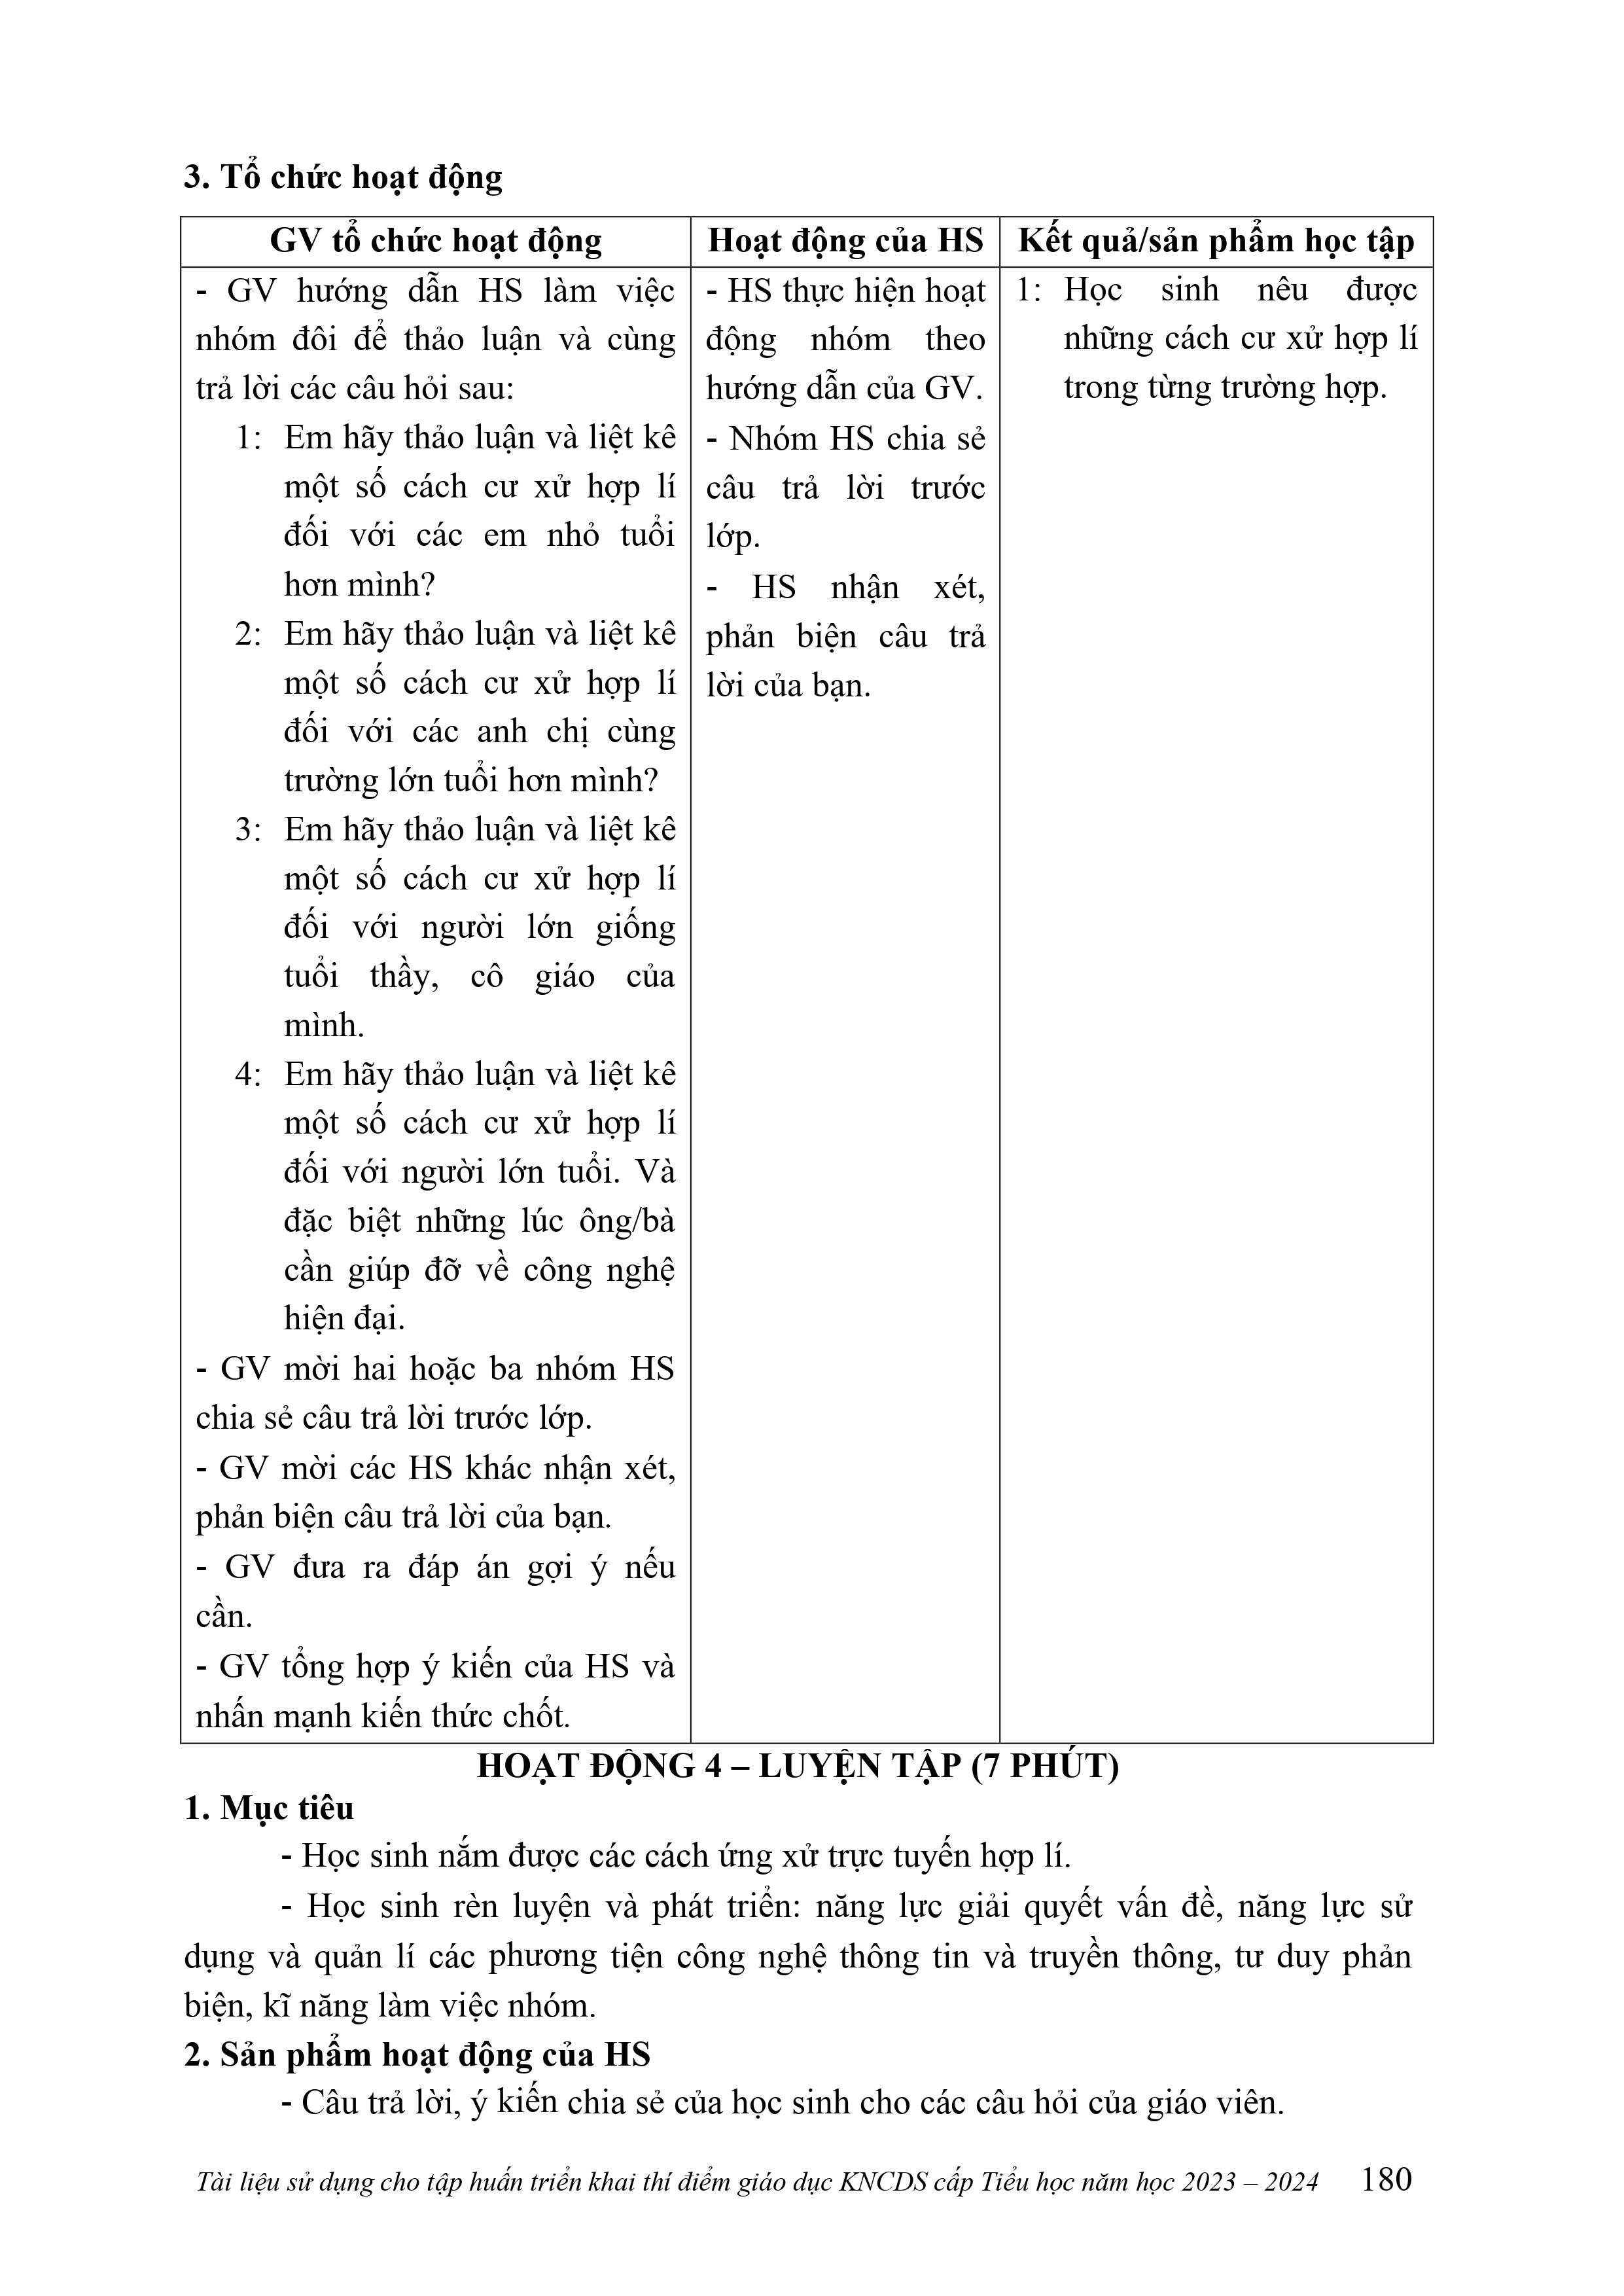 3. Tổ chức hoạt động
GV tổ chức hoạt động
Hoạt động của HS
Kết quả/sản phẩm học tập
- GV hướng dẫn HS làm việc
nhóm đôi để thảo luận và cùng
trả lời các câu hỏi sau:
1: Em hãy thảo luận và liệt kê
một số cách cư xử hợp lí
đối với các em nhỏ tuổi
hơn mình?
2: Em hãy thảo luận và liệt kê
một số cách cư xử hợp lí
đối với các anh chị cùng
trường lớn tuổi hơn mình?
3: Em hãy thảo luận và liệt kê
một số cách cư xử hợp lí
đối với người lớn giống
tuổi thầy, cô giáo của
mình.
4: Em hãy thảo luận và liệt kê
một số cách cư xử hợp lí
đối với người lớn tuổi. Và
đặc biệt những lúc ông/bà
cần giúp đỡ về công nghệ
hiện đại.
- GV mời hai hoặc ba nhóm HS
chia sẻ câu trả lời trước lớp.
- GV mời các HS khác nhận xét,
phản biện câu trả lời của bạn.
- GV đưa ra đáp án gợi ý nếu
cần.
- GV tổng hợp ý kiến của HS và
nhấn mạnh kiến thức chốt.
- HS thực hiện hoạt
động nhóm theo
hướng dẫn của GV.
- Nhóm HS chia sẻ
câu trả lời trước
lớp.
- HS nhận xét,
phản biện câu trả
lời của bạn.
1: Học sinh nêu được
những cách cư xử hợp lí
trong từng trường hợp.
HOẠT ĐỘNG 4 – LUYỆN TẬP (7 PHÚT)
1. Mục tiêu
- Học sinh nắm được các cách ứng xử trực tuyến hợp lí.
- Học sinh rèn luyện và phát triển: năng lực giải quyết vấn đề, năng lực sử
dụng và quản lí các phương tiện công nghệ thông tin và truyền thông, tư duy phản
biện, kĩ năng làm việc nhóm.
2. Sản phẩm hoạt động của HS
- Câu trả lời, ý kiến chia sẻ của học sinh cho các câu hỏi của giáo viên.
Tài liệu sử dụng cho tập huấn triển khai thí điểm giáo dục KNCDS cấp Tiểu học năm học 2023 – 2024 180